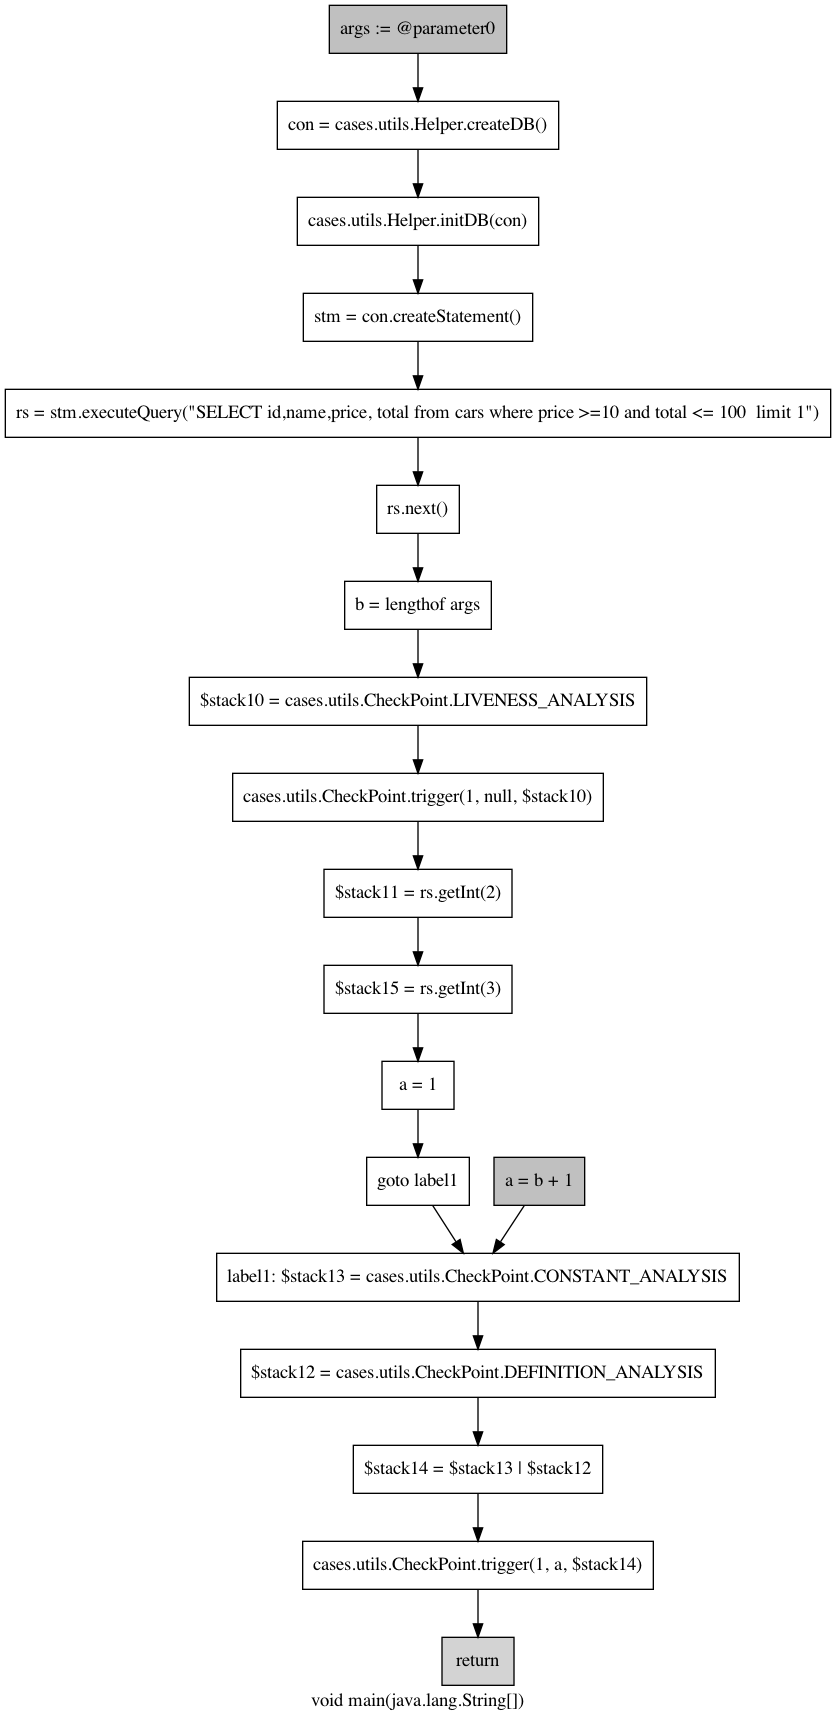 args := @parameter0
con = cases.utils.Helper.createDB()
cases.utils.Helper.initDB(con)
stm = con.createStatement()
rs = stm.executeQuery("SELECT id,name,price, total from cars where price >=10 and total <= 100  limit 1")
rs.next()
b = lengthof args
$stack10 = cases.utils.CheckPoint.LIVENESS_ANALYSIS
cases.utils.CheckPoint.trigger(1, null, $stack10)
$stack11 = rs.getInt(2)
$stack15 = rs.getInt(3)
a = 1
goto label1
a = b + 1
label1: $stack13 = cases.utils.CheckPoint.CONSTANT_ANALYSIS
$stack12 = cases.utils.CheckPoint.DEFINITION_ANALYSIS
$stack14 = $stack13 | $stack12
cases.utils.CheckPoint.trigger(1, a, $stack14)
return
void main(java.lang.String[])